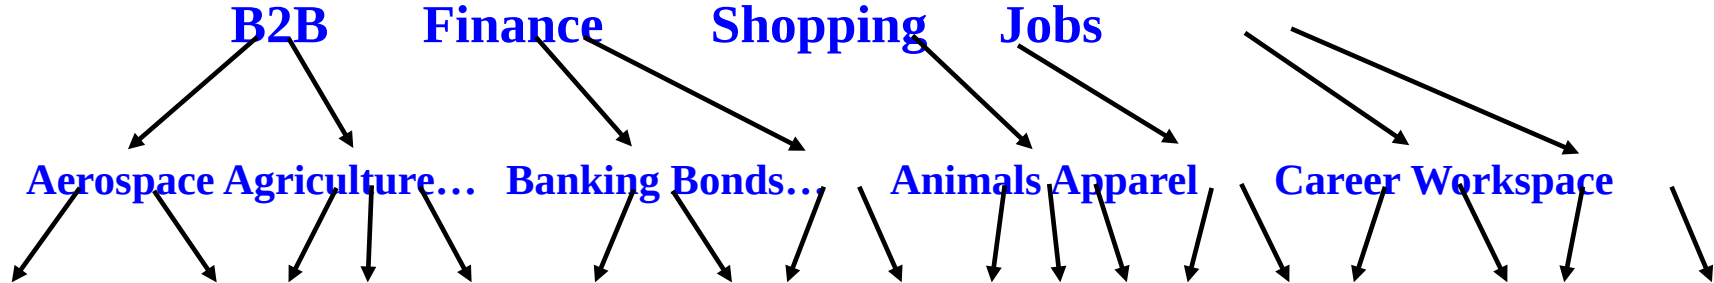 B2B Finance Shopping Jobs
Aerospace Agriculture… Banking Bonds… Animals Apparel Career Workspace